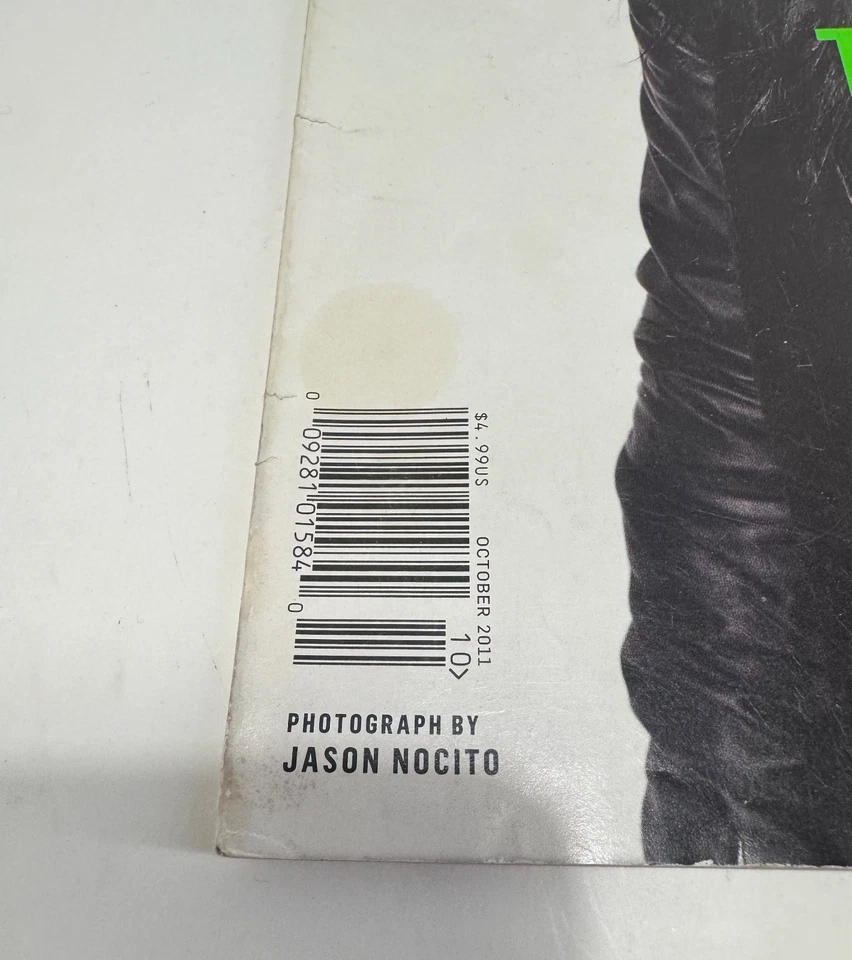 $4.99US OCTOBER 2011
10>
0 09281 01584 0
PHOTOGRAPH BY
JASON NOCITO